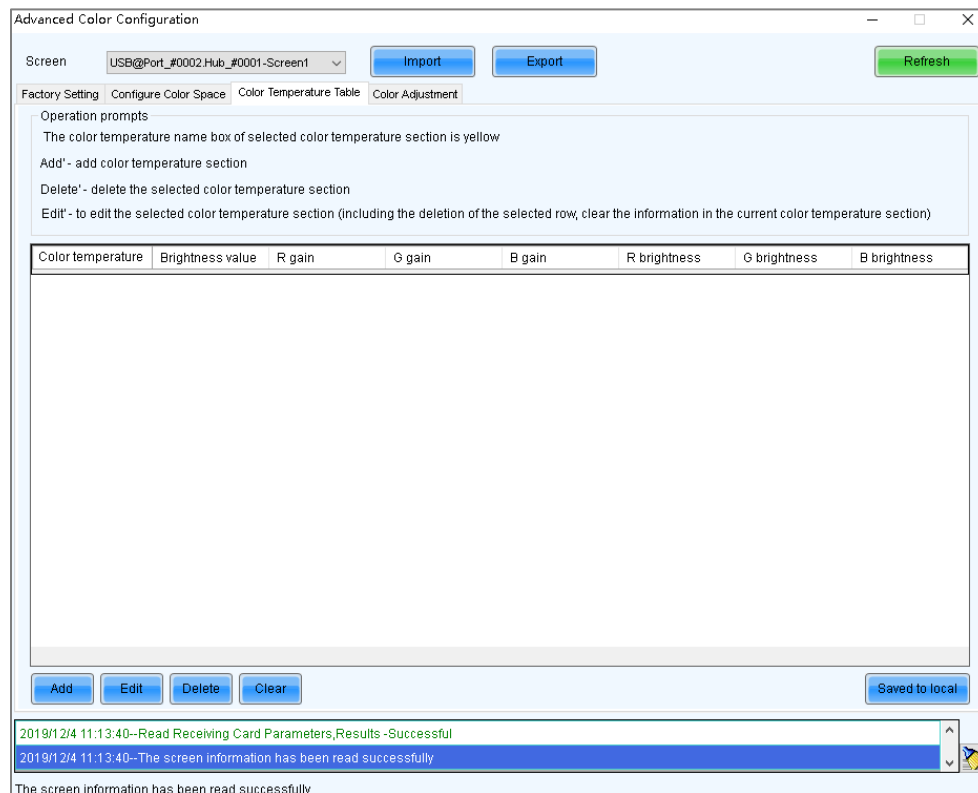 Advanced Color Configuration
Screen USB@Port_#0002.Hub_#0001-Screen1 Import Export Refresh
Factory Setting Configure Color Space Color Temperature Table Color Adjustment
Operation prompts
The color temperature name box of selected color temperature section is yellow
Add' - add color temperature section
Delete' - delete the selected color temperature section
Edit' - to edit the selected color temperature section (including the deletion of the selected row, clear the information in the current color temperature section)
Color temperature Brightness value R gain G gain B gain R brightness G brightness B brightness
Add Edit Delete Clear Saved to local
2019/12/4 11:13:40--Read Receiving Card Parameters,Results -Successful
2019/12/4 11:13:40--The screen information has been read successfully
The screen information has been read successfully